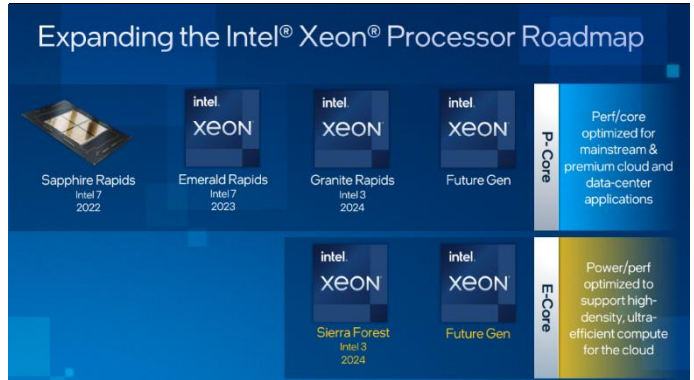 Expanding the Intel® Xeon® Processor Roadmap
intel.
xeon
intel.
xeon
intel.
xeon
Sapphire Rapids
Intel 7
2022
Emerald Rapids
Intel 7
2023
Granite Rapids
Intel 3
2024
Future Gen
P-Core
Perf/core
optimized for
mainstream &
premium cloud and
data-center
applications
intel.
xeon
intel.
xeon
Sierra Forest
Intel 3
2024
Future Gen
E-Core
Power/perf
optimized to
support high-
density, ultra-
efficient compute
for the cloud